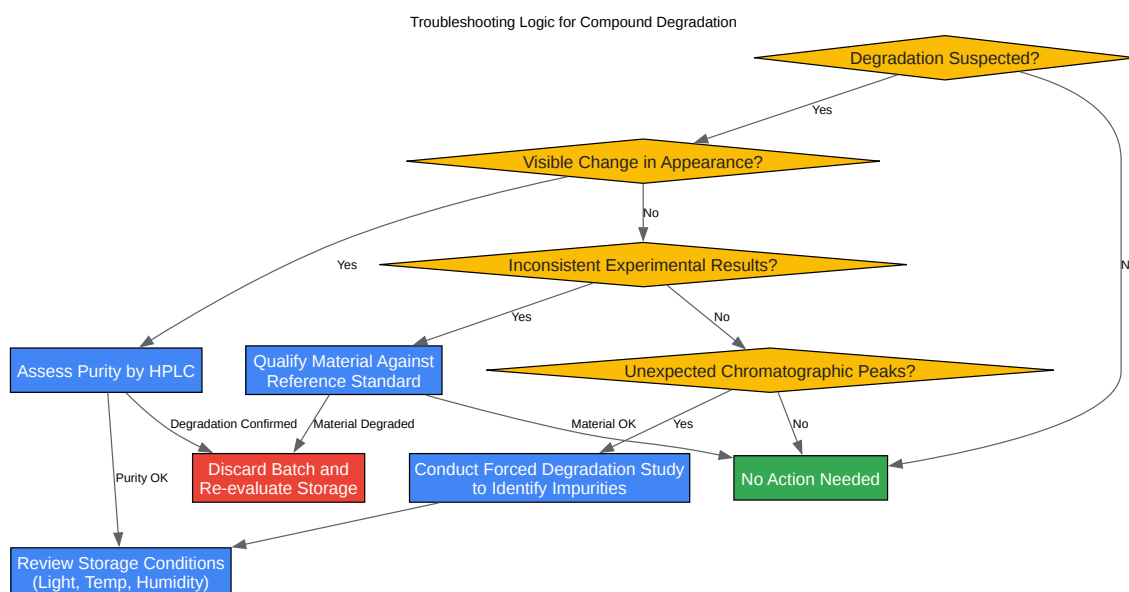 Troubleshooting Logic for Compound Degradation
Degradation Suspected?
Yes
Visible Change in Appearance?
No
Yes
Inconsistent Experimental Results?
Yes
No
Assess Purity by HPLC
Qualify Material Against
Reference Standard
Unexpected Chromatographic Peaks?
Degradation Confirmed
Material Degraded
Material OK
Yes
No
Purity OK
Discard Batch and
Re-evaluate Storage
Conduct Forced Degradation Study
to Identify Impurities
No Action Needed
Review Storage Conditions
(Light, Temp, Humidity)